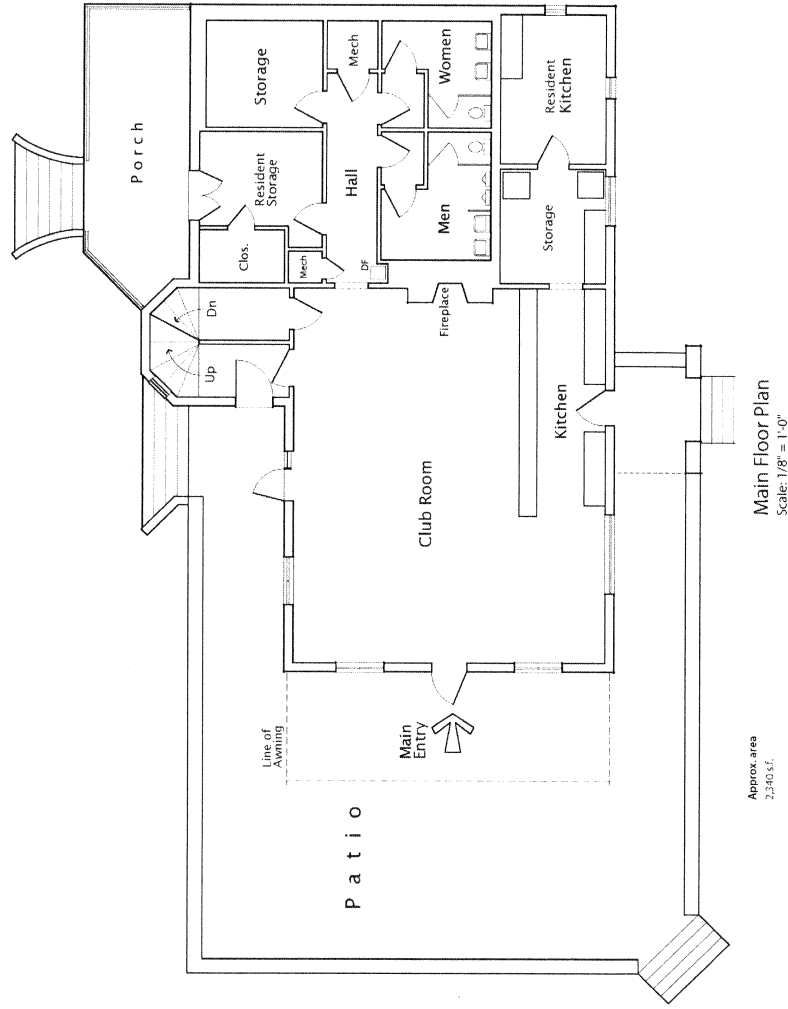 Porch
Storage
Mech
Women
Resident
Kitchen
Resident
Storage
Hall
Men
Storage
Clos.
Mech
DF
Dn
Up
Fireplace
Kitchen
Club Room
Line of
Awning
Main
Entry
Patio
Main Floor Plan
Scale: 1/8" = 1'-0"
Approx. area
2,340 s.f.